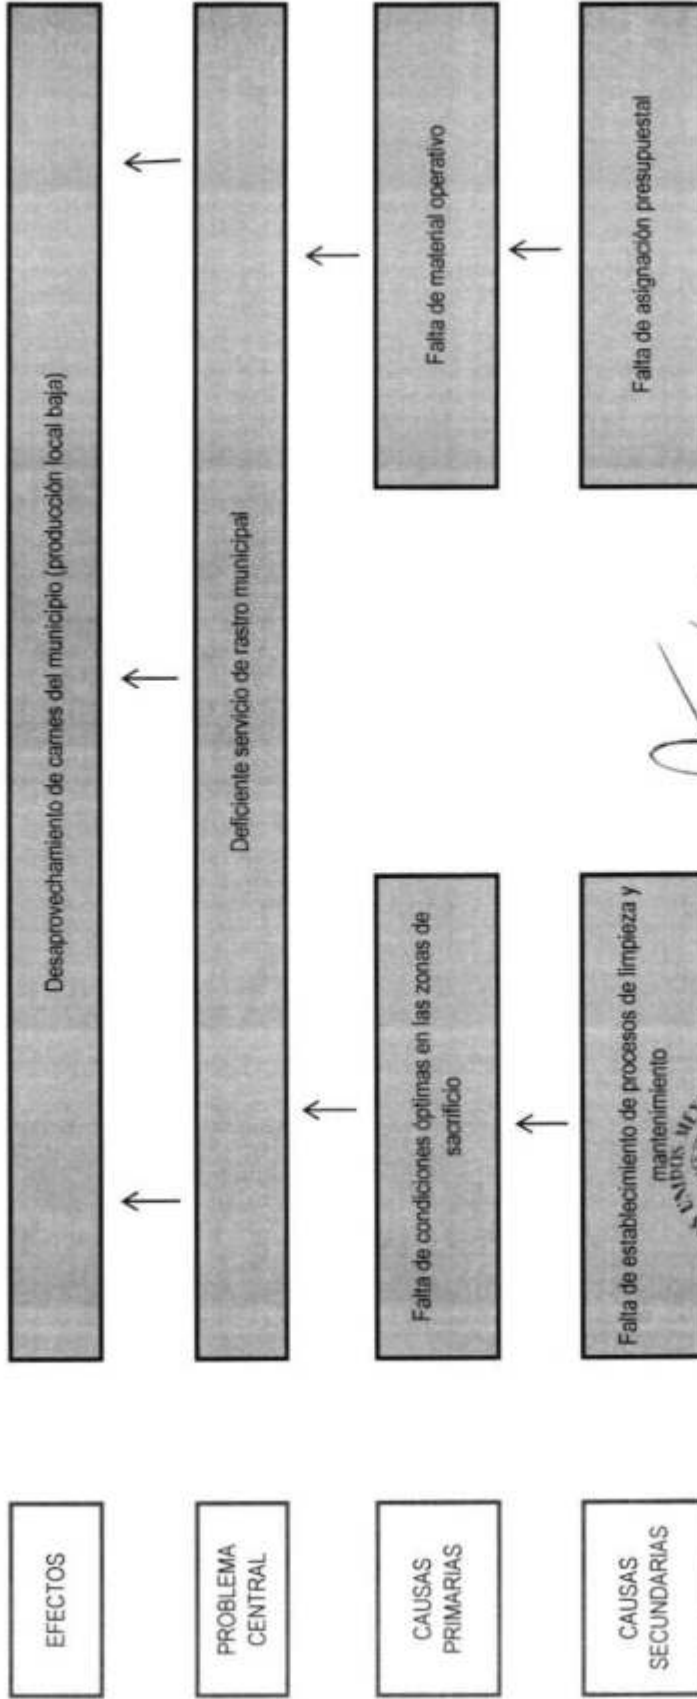 EFECTOS
Desaprovechamiento de carnes del municipio (producción local baja)
PROBLEMA
CENTRAL
Deficiente servicio de rastro municipal
CAUSAS
PRIMARIAS
Falta de condiciones óptimas en las zonas de
sacrificio
Falta de material operativo
CAUSAS
SECUNDARIAS
Falta de establecimiento de procesos de limpieza y
mantenimiento
Falta de asignación presupuestal
UNIDOS